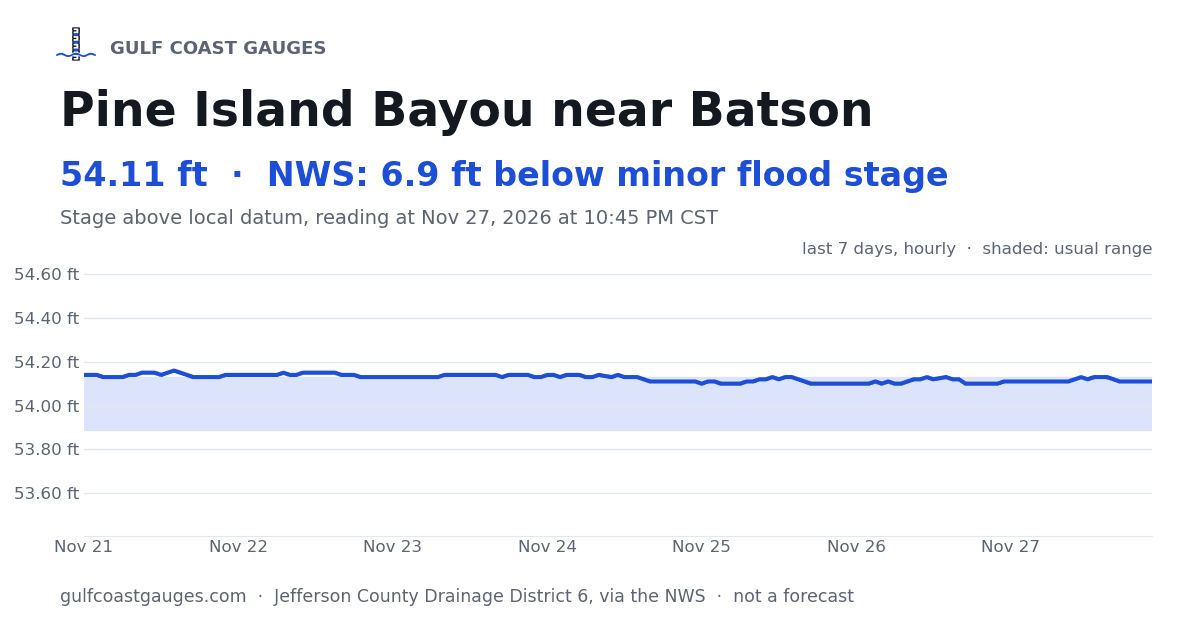 GULF COAST GAUGES
Pine Island Bayou near Batson
54.11 ft · NWS: 6.9 ft below minor flood stage
Stage above local datum, reading at Nov 27, 2026 at 10:45 PM CST
last 7 days, hourly · shaded: usual range
54.60 ft
54.40 ft
54.20 ft
54.00 ft
53.80 ft
53.60 ft
Nov 21 Nov 22 Nov 23 Nov 24 Nov 25 Nov 26 Nov 27
gulfcoastgauges.com · Jefferson County Drainage District 6, via the NWS · not a forecast